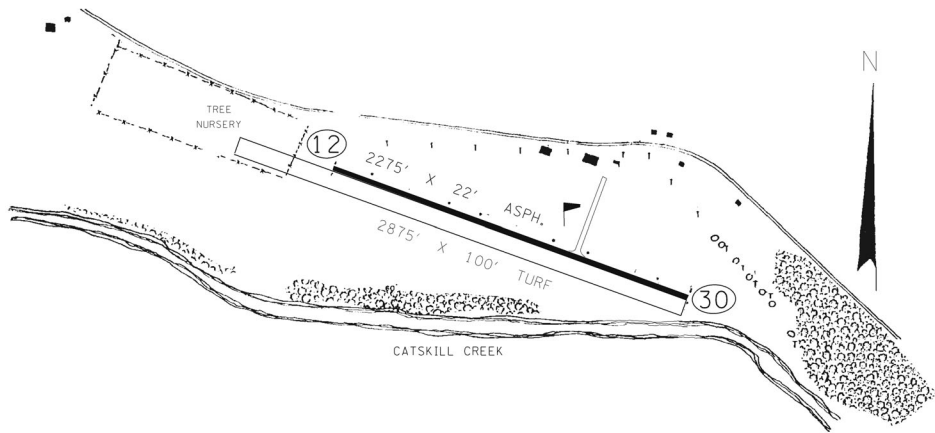 N
TREE
NURSERY
12
2275' X 22' ASPH.
2875' X 100' TURF
30
CATSKILL CREEK